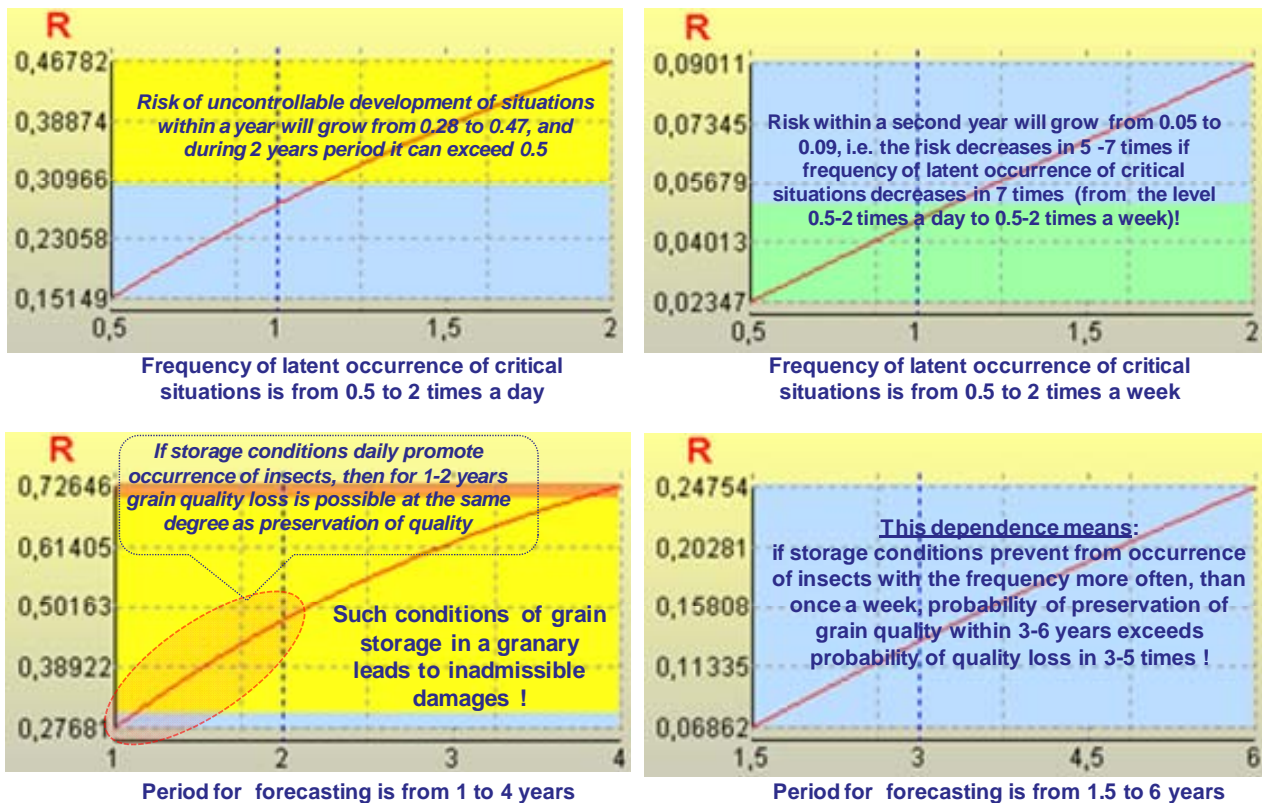 R
0,46782
0,38874
0,30966
0,23058
0,15149
Risk of uncontrollable development of situations
within a year will grow from 0.28 to 0.47, and
during 2 years period it can exceed 0.5
0,5 1 1,5 2
Frequency of latent occurrence of critical
situations is from 0.5 to 2 times a day
R
0,09011
0,07345
0,05679
0,04013
0,02347
Risk within a second year will grow from 0.05 to
0.09, i.e. the risk decreases in 5 -7 times if
frequency of latent occurrence of critical
situations decreases in 7 times (from the level
0.5-2 times a day to 0.5-2 times a week)!
0,5 1 1,5 2
Frequency of latent occurrence of critical
situations is from 0.5 to 2 times a week
R
0,72646
0,61405
0,50163
0,38922
0,27681
If storage conditions daily promote
occurrence of insects, then for 1-2 years
grain quality loss is possible at the same
degree as preservation of quality
Such conditions of grain
storage in a granary
leads to inadmissible
damages !
1 2 3 4
Period for forecasting is from 1 to 4 years
R
0,24754
0,20281
0,15808
0,11335
0,06862
This dependence means:
if storage conditions prevent from occurrence
of insects with the frequency more often, than
once a week, probability of preservation of
grain quality within 3-6 years exceeds
probability of quality loss in 3-5 times !
1,5 3 4,5 6
Period for forecasting is from 1.5 to 6 years